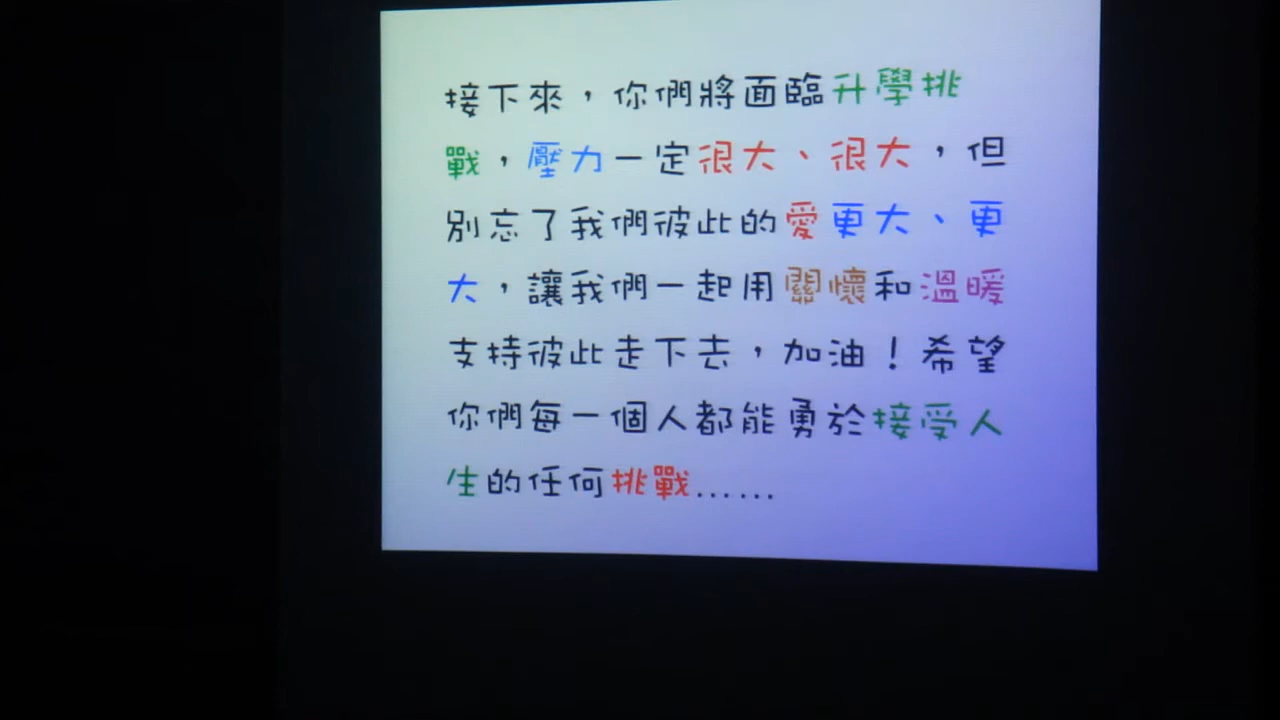 接下來，你們將面臨升學挑
戰，壓力一定很大、很大，但
別忘了我們彼此的愛更大、更
大，讓我們一起用關懷和溫暖
支持彼此走下去，加油！希望
你們每一個人都能勇於接受人
生的任何挑戰……